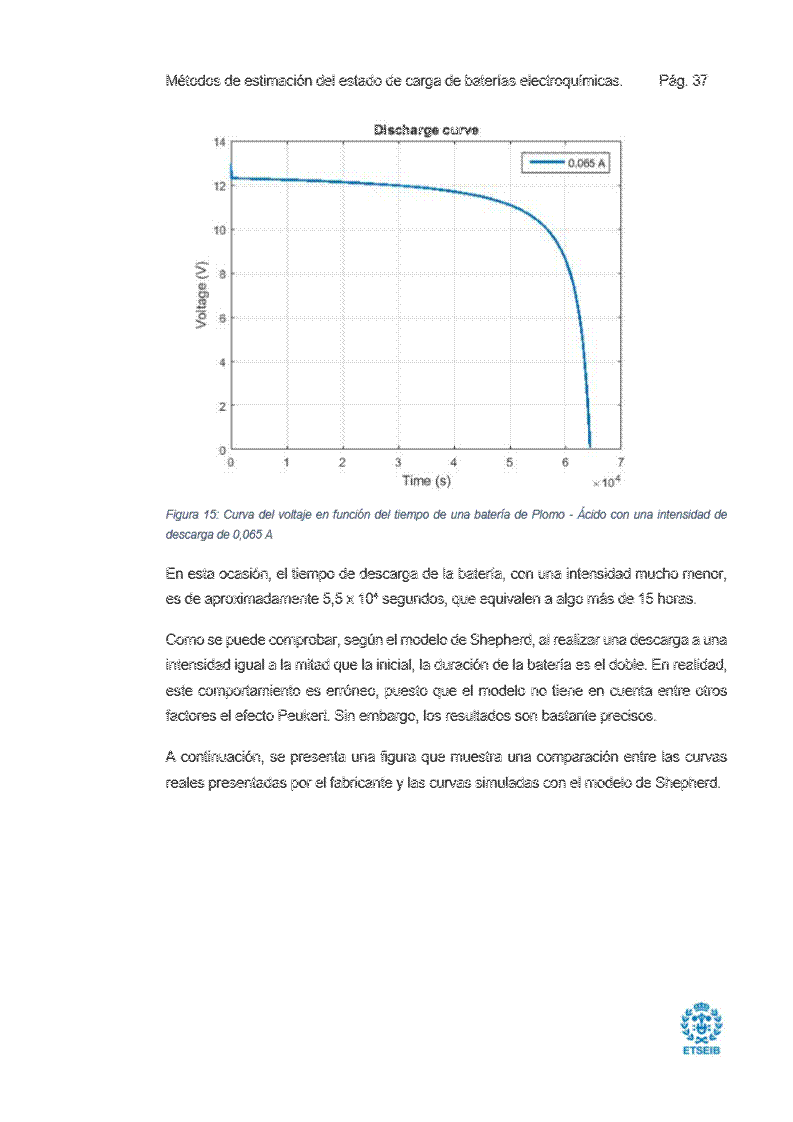 Métodos de estimación del estado de carga de baterías electroquímicas. Pág. 37
Discharge curve
14
12
10
8
6
4
2
0
Voltage (V)
0,065 A
0 1 2 3 4 5 6 7
Time (s)
×10⁴
Figura 15: Curva del voltaje en función del tiempo de una batería de Plomo - Ácido con una intensidad de
descarga de 0,065 A
En esta ocasión, el tiempo de descarga de la batería, con una intensidad mucho menor,
es de aproximadamente 5,5 x 10⁴ segundos, que equivalen a algo más de 15 horas.
Como se puede comprobar, según el modelo de Shepherd, al realizar una descarga a una
intensidad igual a la mitad que la inicial, la duración de la batería es el doble. En realidad,
este comportamiento es erróneo, puesto que el modelo no tiene en cuenta entre otros
factores el efecto Peukert. Sin embargo, los resultados son bastante precisos.
A continuación, se presenta una figura que muestra una comparación entre las curvas
reales presentadas por el fabricante y las curvas simuladas con el modelo de Shepherd.
ETSEIB